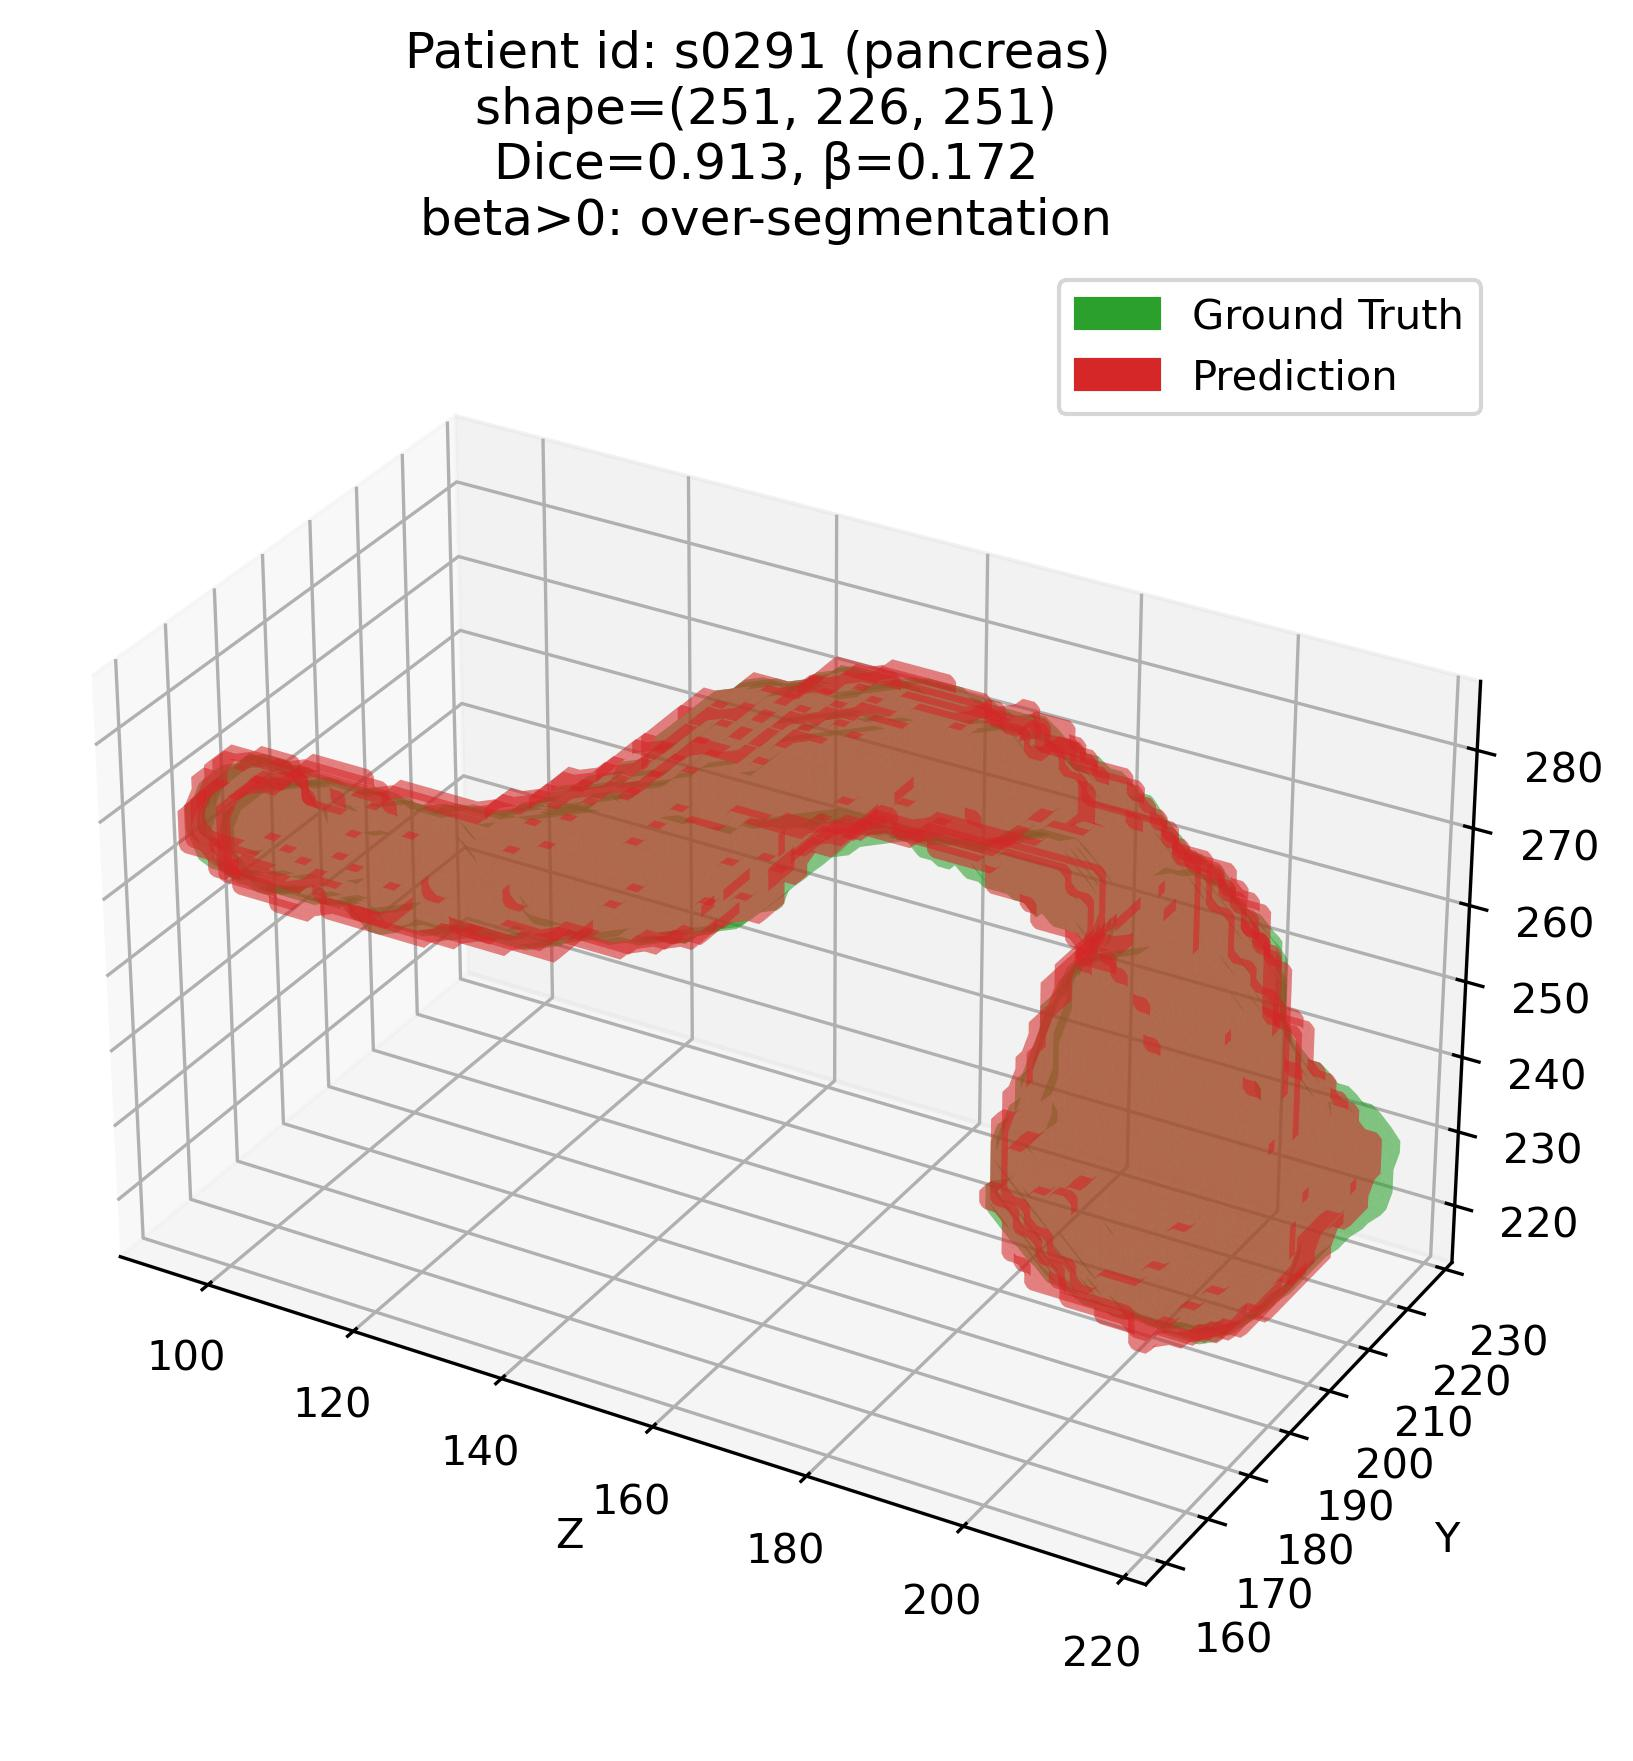 Patient id: s0291 (pancreas)
shape=(251, 226, 251)
Dice=0.913, β=0.172
beta>0: over-segmentation
Ground Truth
Prediction
280
270
260
250
240
230
220
100
120
140
160
180
200
220
Z
230
220
210
200
190
180
170
160
Y